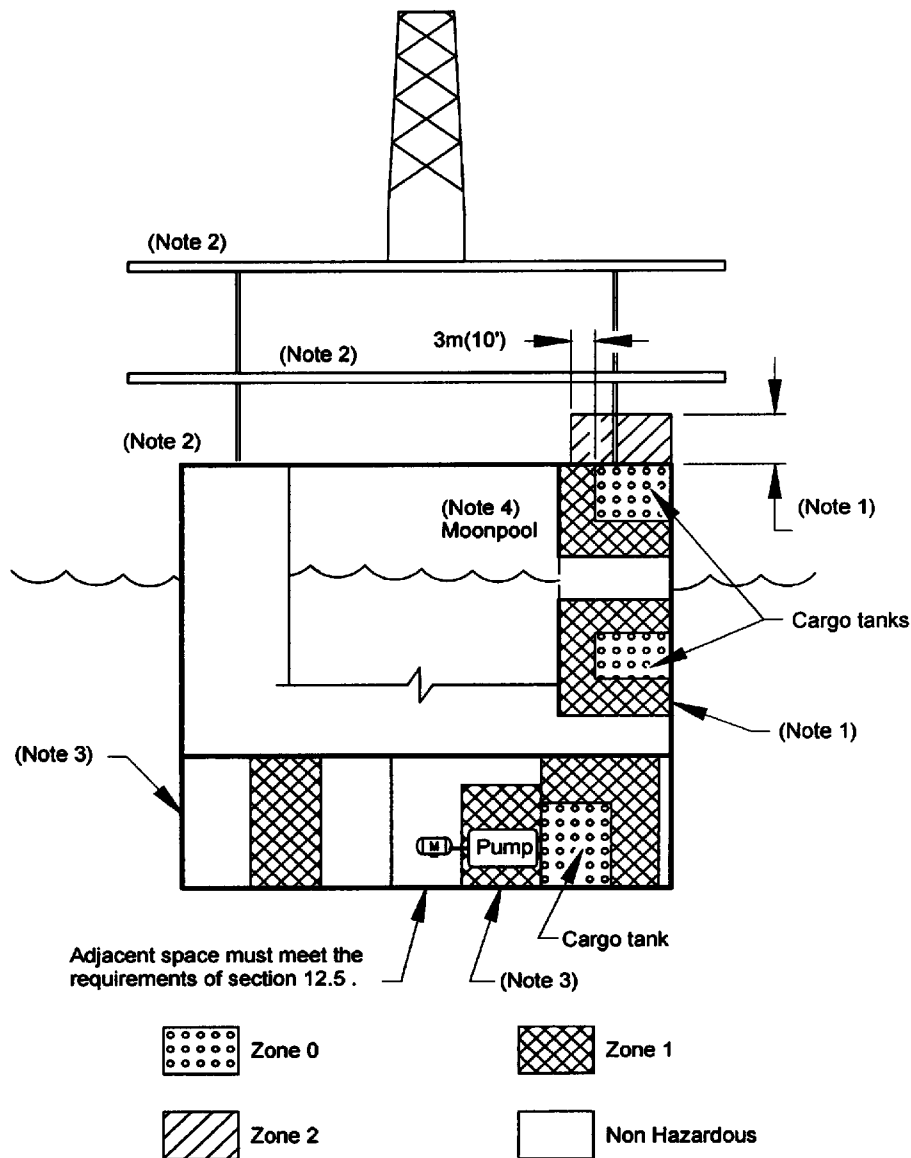 (Note 2)
3m(10')
(Note 2)
(Note 2)
(Note 4)
Moonpool
(Note 1)
Cargo tanks
(Note 1)
(Note 3)
M
Pump
Cargo tank
Adjacent space must meet the
requirements of section 12.5 .
(Note 3)
Zone 0
Zone 1
Zone 2
Non Hazardous